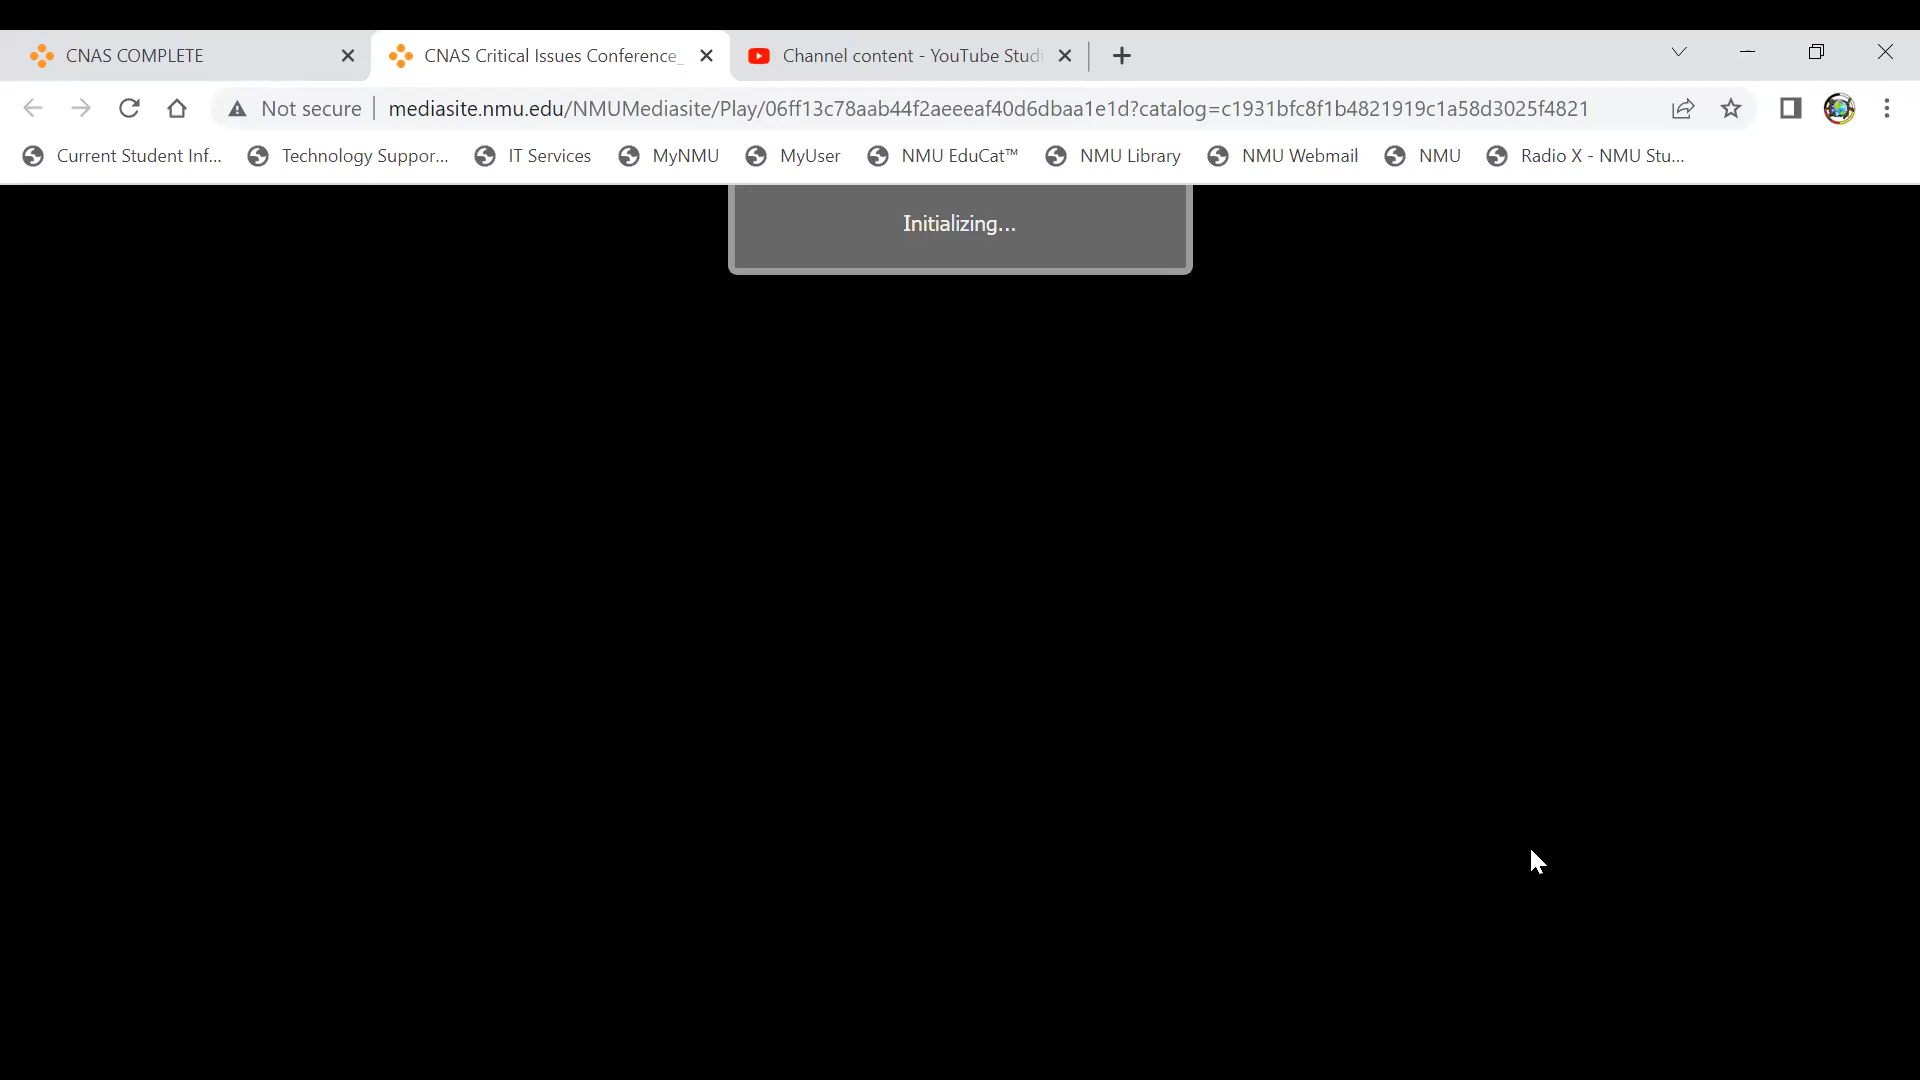 CNAS COMPLETE
CNAS Critical Issues Conference_
Channel content - YouTube Studi
Not secure
mediasite.nmu.edu/NMUMediasite/Play/06ff13c78aab44f2aeeeaf40d6dbaa1e1d?catalog=c1931bfc8f1b4821919c1a58d3025f4821
Current Student Inf...
Technology Suppor...
IT Services
MyNMU
MyUser
NMU EduCat™
NMU Library
NMU Webmail
NMU
Radio X - NMU Stu...
Initializing...